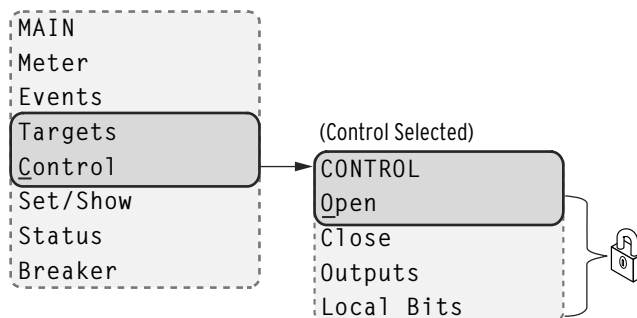 MAIN
Meter
Events
Targets
Control
Set/Show
Status
Breaker
(Control Selected)
CONTROL
Open
Close
Outputs
Local Bits